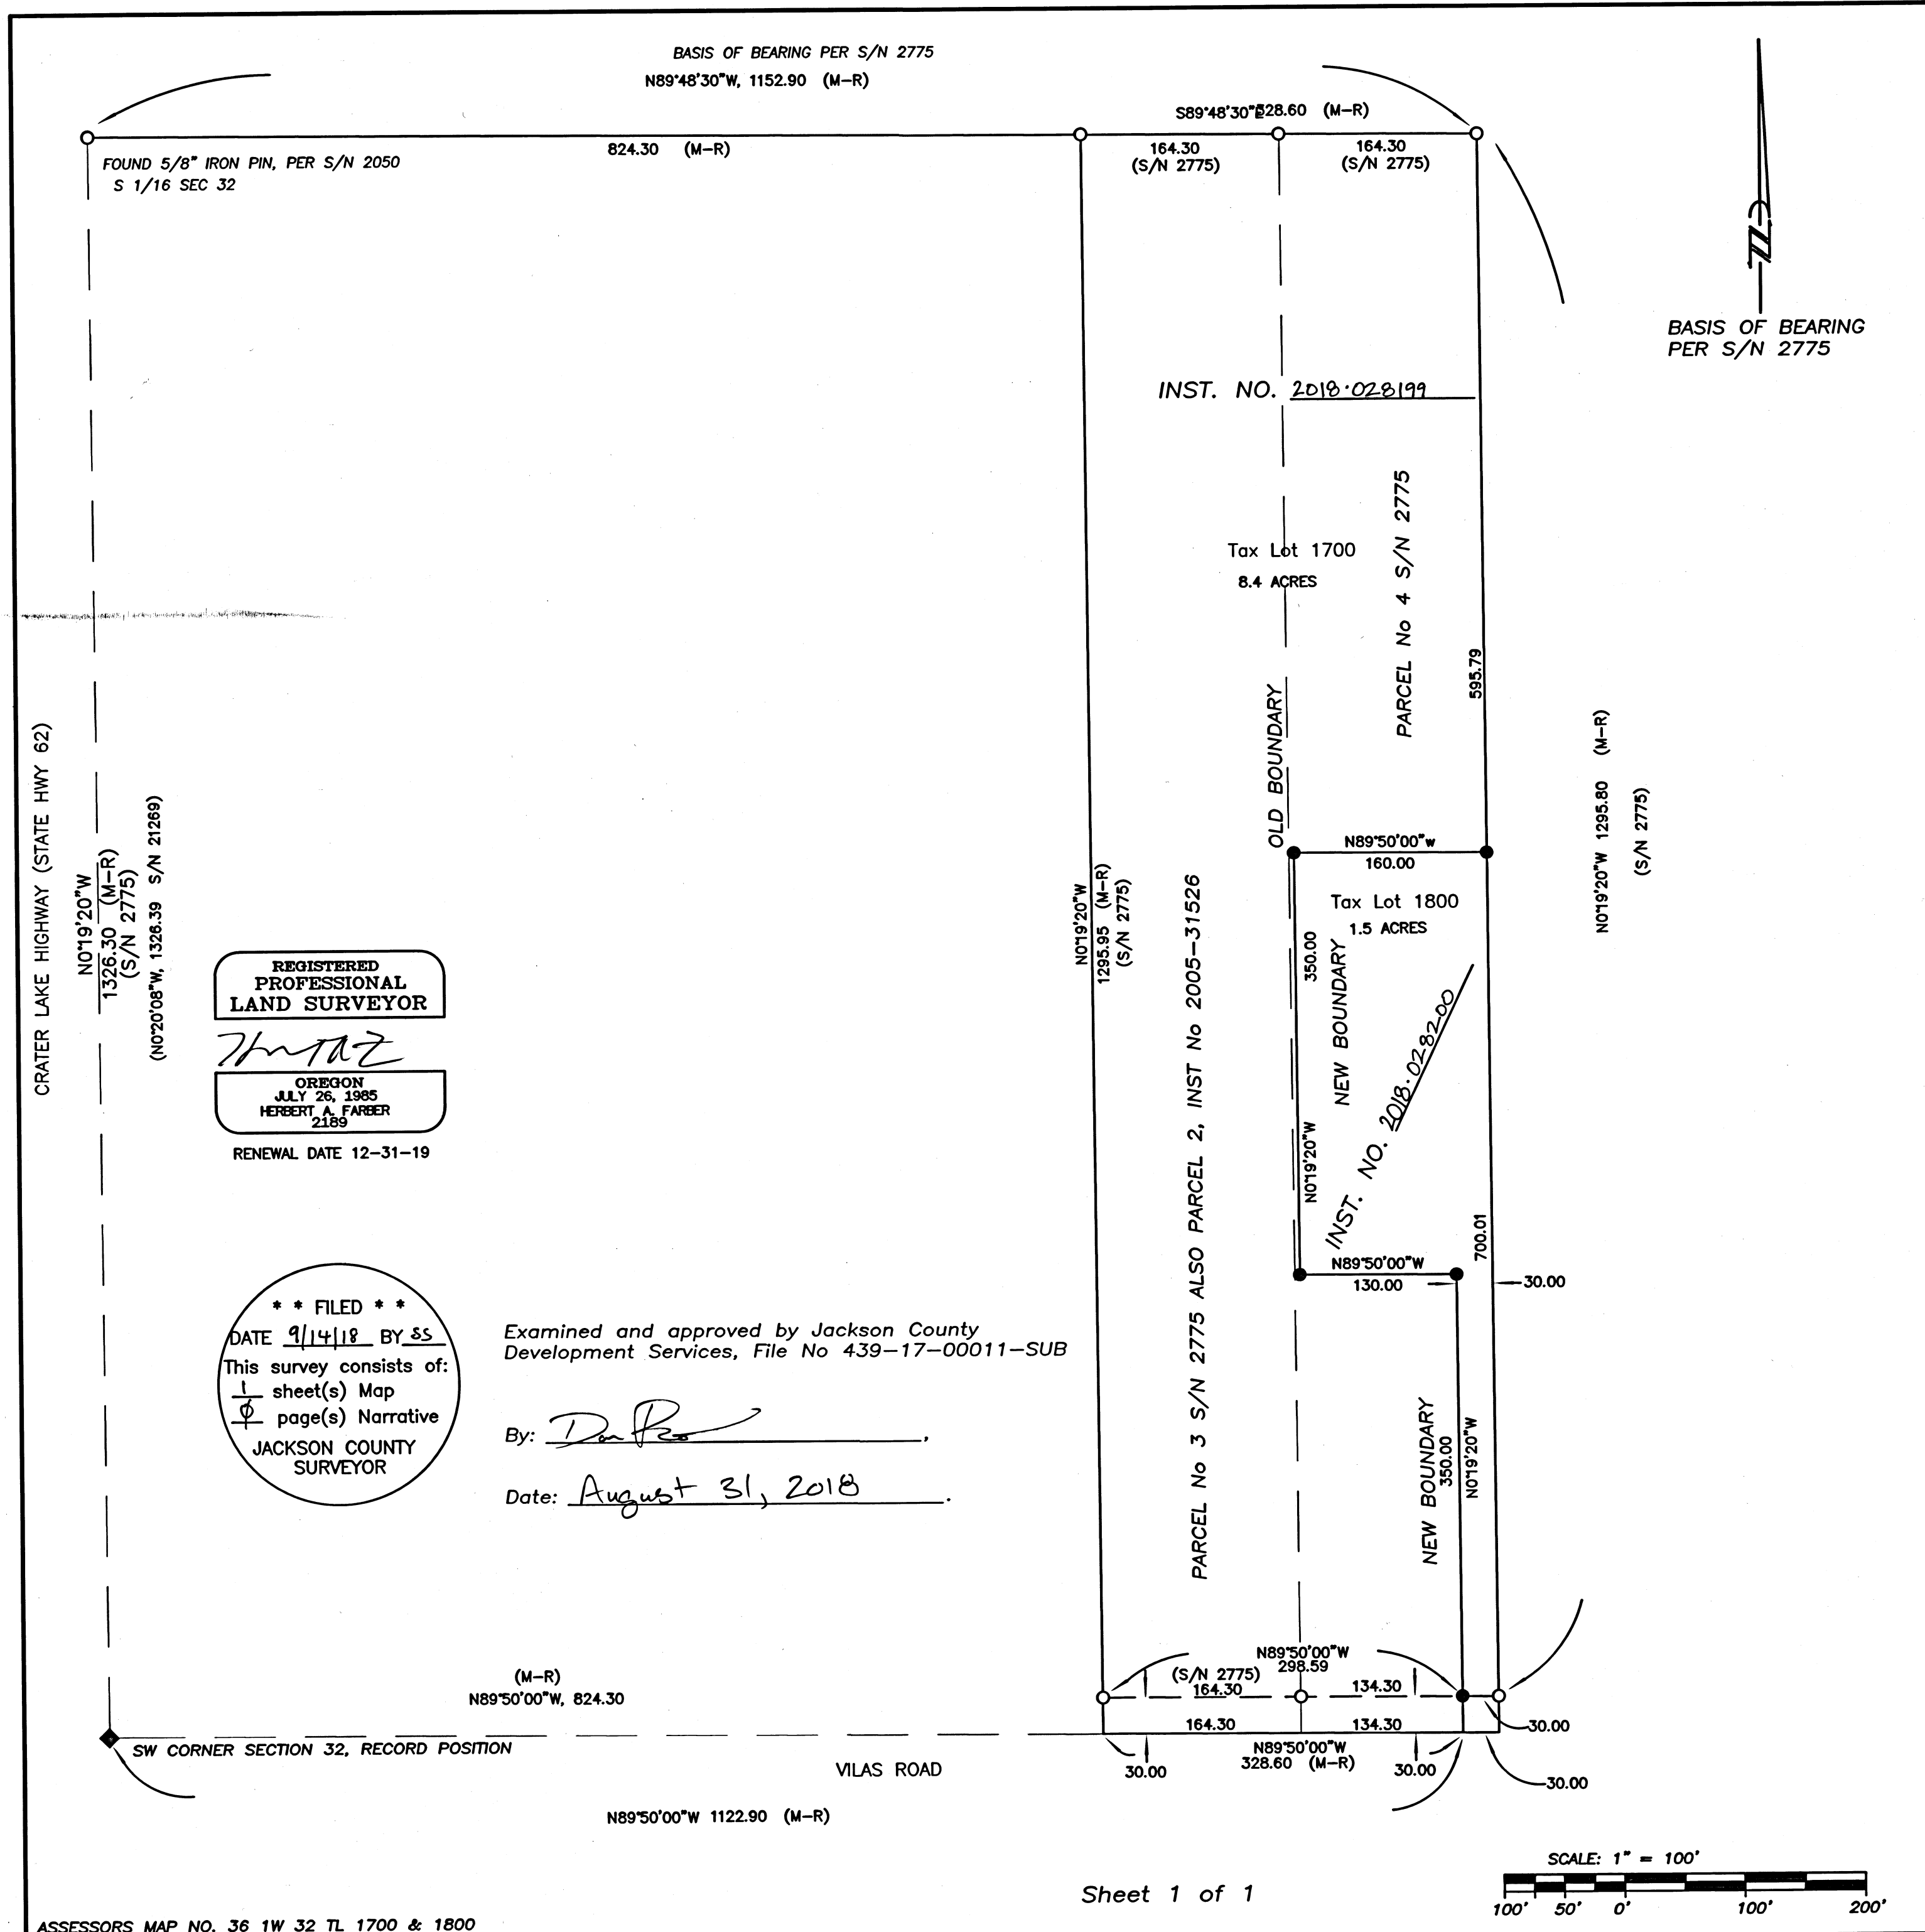 BASIS OF BEARING PER S/N 2775
N89°48'30"W, 1152.90 (M-R)
S89°48'30"E 328.60 (M-R)
824.30 (M-R)
164.30
(S/N 2775)
164.30
(S/N 2775)
FOUND 5/8" IRON PIN, PER S/N 2050
S 1/16 SEC 32
BASIS OF BEARING
PER S/N 2775
INST. NO. 2018-028199
Tax Lot 1700
8.4 ACRES
PARCEL No 4 S/N 2775
595.79
OLD BOUNDARY
N0°19'20"W 1295.80 (M-R)
(S/N 2775)
CRATER LAKE HIGHWAY (STATE HWY 62)
N0°19'20"W
1326.30 (M-R)
(S/N 2775)
(N0°20'08"W, 1326.39 S/N 21269)
N0°19'20"W
1295.95 (M-R)
(S/N 2775)
PARCEL No 3 S/N 2775 ALSO PARCEL 2, INST No 2005-31526
N89°50'00"w
160.00
Tax Lot 1800
1.5 ACRES
350.00
N0°19'20"W
NEW BOUNDARY
INST. NO. 2018-028200
700.01
N89°50'00"W
130.00
30.00
REGISTERED
PROFESSIONAL
LAND SURVEYOR
OREGON
JULY 26, 1985
HERBERT A. FARBER
2189
RENEWAL DATE 12-31-19
* * FILED * *
DATE 9/14/18 BY SS
This survey consists of:
1 sheet(s) Map
0 page(s) Narrative
JACKSON COUNTY
SURVEYOR
Examined and approved by Jackson County
Development Services, File No 439-17-00011-SUB
By: ,
Date: August 31, 2018.
NEW BOUNDARY
350.00
N0°19'20"W
N89°50'00"W
298.59
(S/N 2775)
164.30
134.30
164.30
134.30
30.00
N89°50'00"W
328.60 (M-R)
30.00
30.00
30.00
(M-R)
N89°50'00"W, 824.30
SW CORNER SECTION 32, RECORD POSITION
VILAS ROAD
N89°50'00"W 1122.90 (M-R)
SCALE: 1" = 100'
100' 50' 0' 100' 200'
Sheet 1 of 1
ASSESSORS MAP NO. 36 1W 32 TL 1700 & 1800